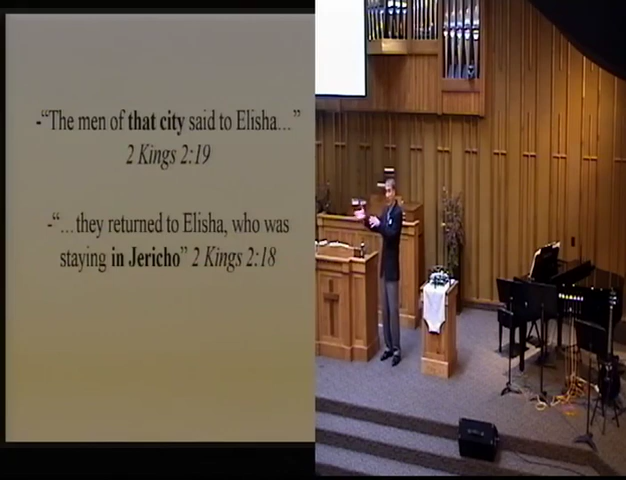 -“The men of that city said to Elisha…”
2 Kings 2:19
-“…they returned to Elisha, who was
staying in Jericho” 2 Kings 2:18